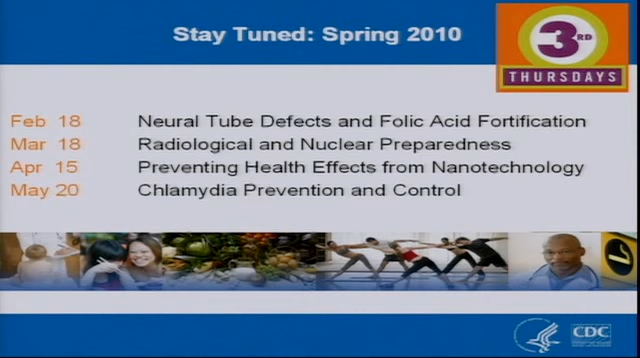 Stay Tuned: Spring 2010
3RD
THURSDAYS
Feb 18 Neural Tube Defects and Folic Acid Fortification
Mar 18 Radiological and Nuclear Preparedness
Apr 15 Preventing Health Effects from Nanotechnology
May 20 Chlamydia Prevention and Control
CDC